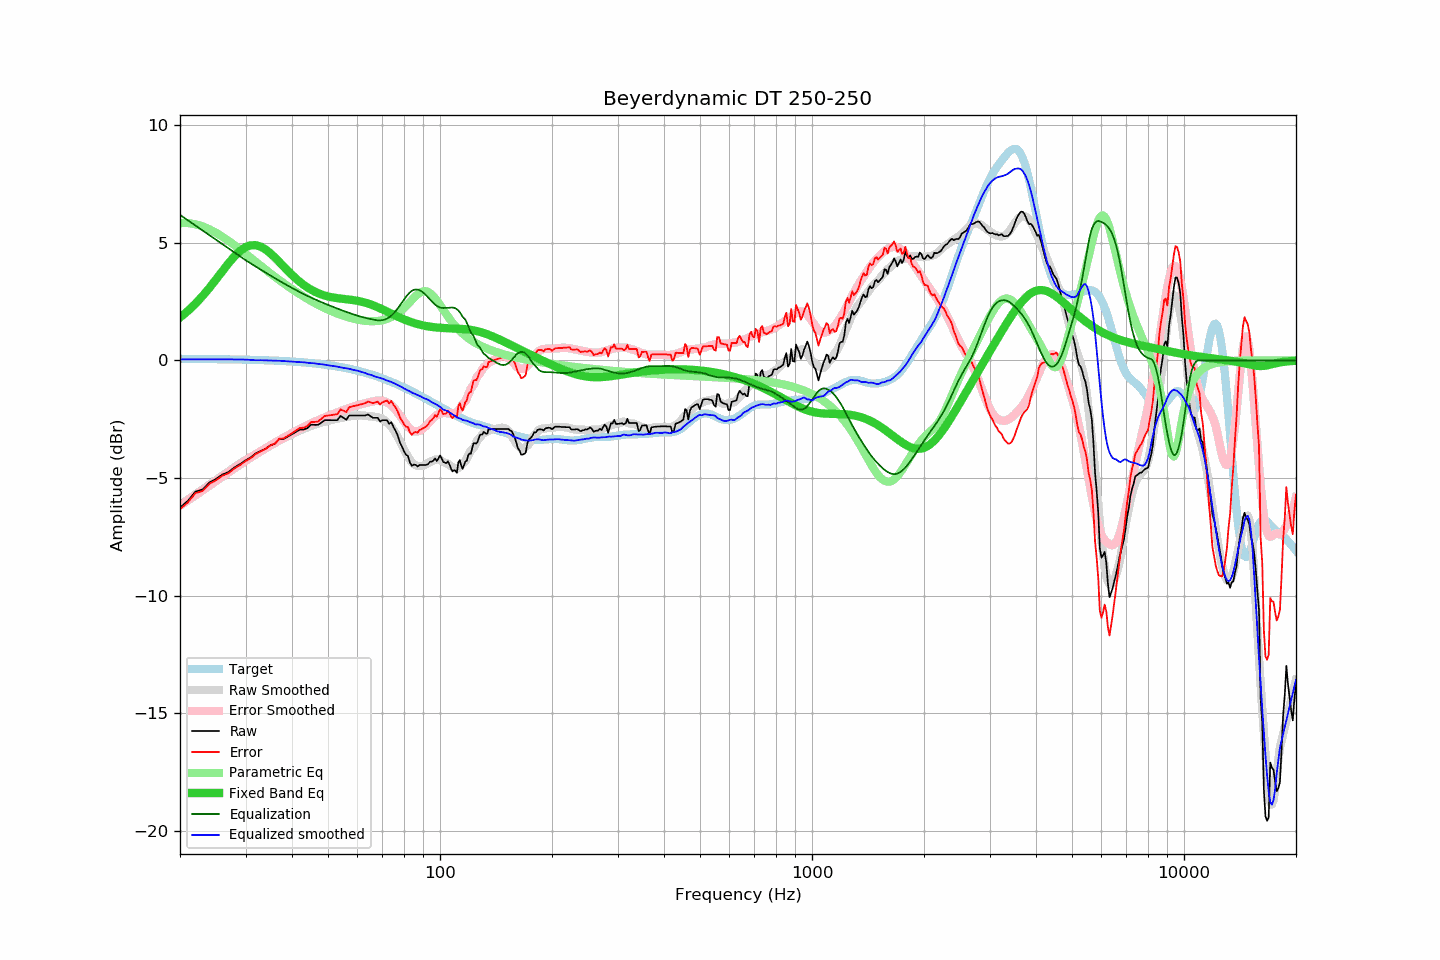 Beyerdynamic DT 250-250
10
5
0
−5
−10
−15
−20
Amplitude (dBr)
Target
Raw Smoothed
Error Smoothed
Raw
Error
Parametric Eq
Fixed Band Eq
Equalization
Equalized smoothed
100
1000
10000
Frequency (Hz)